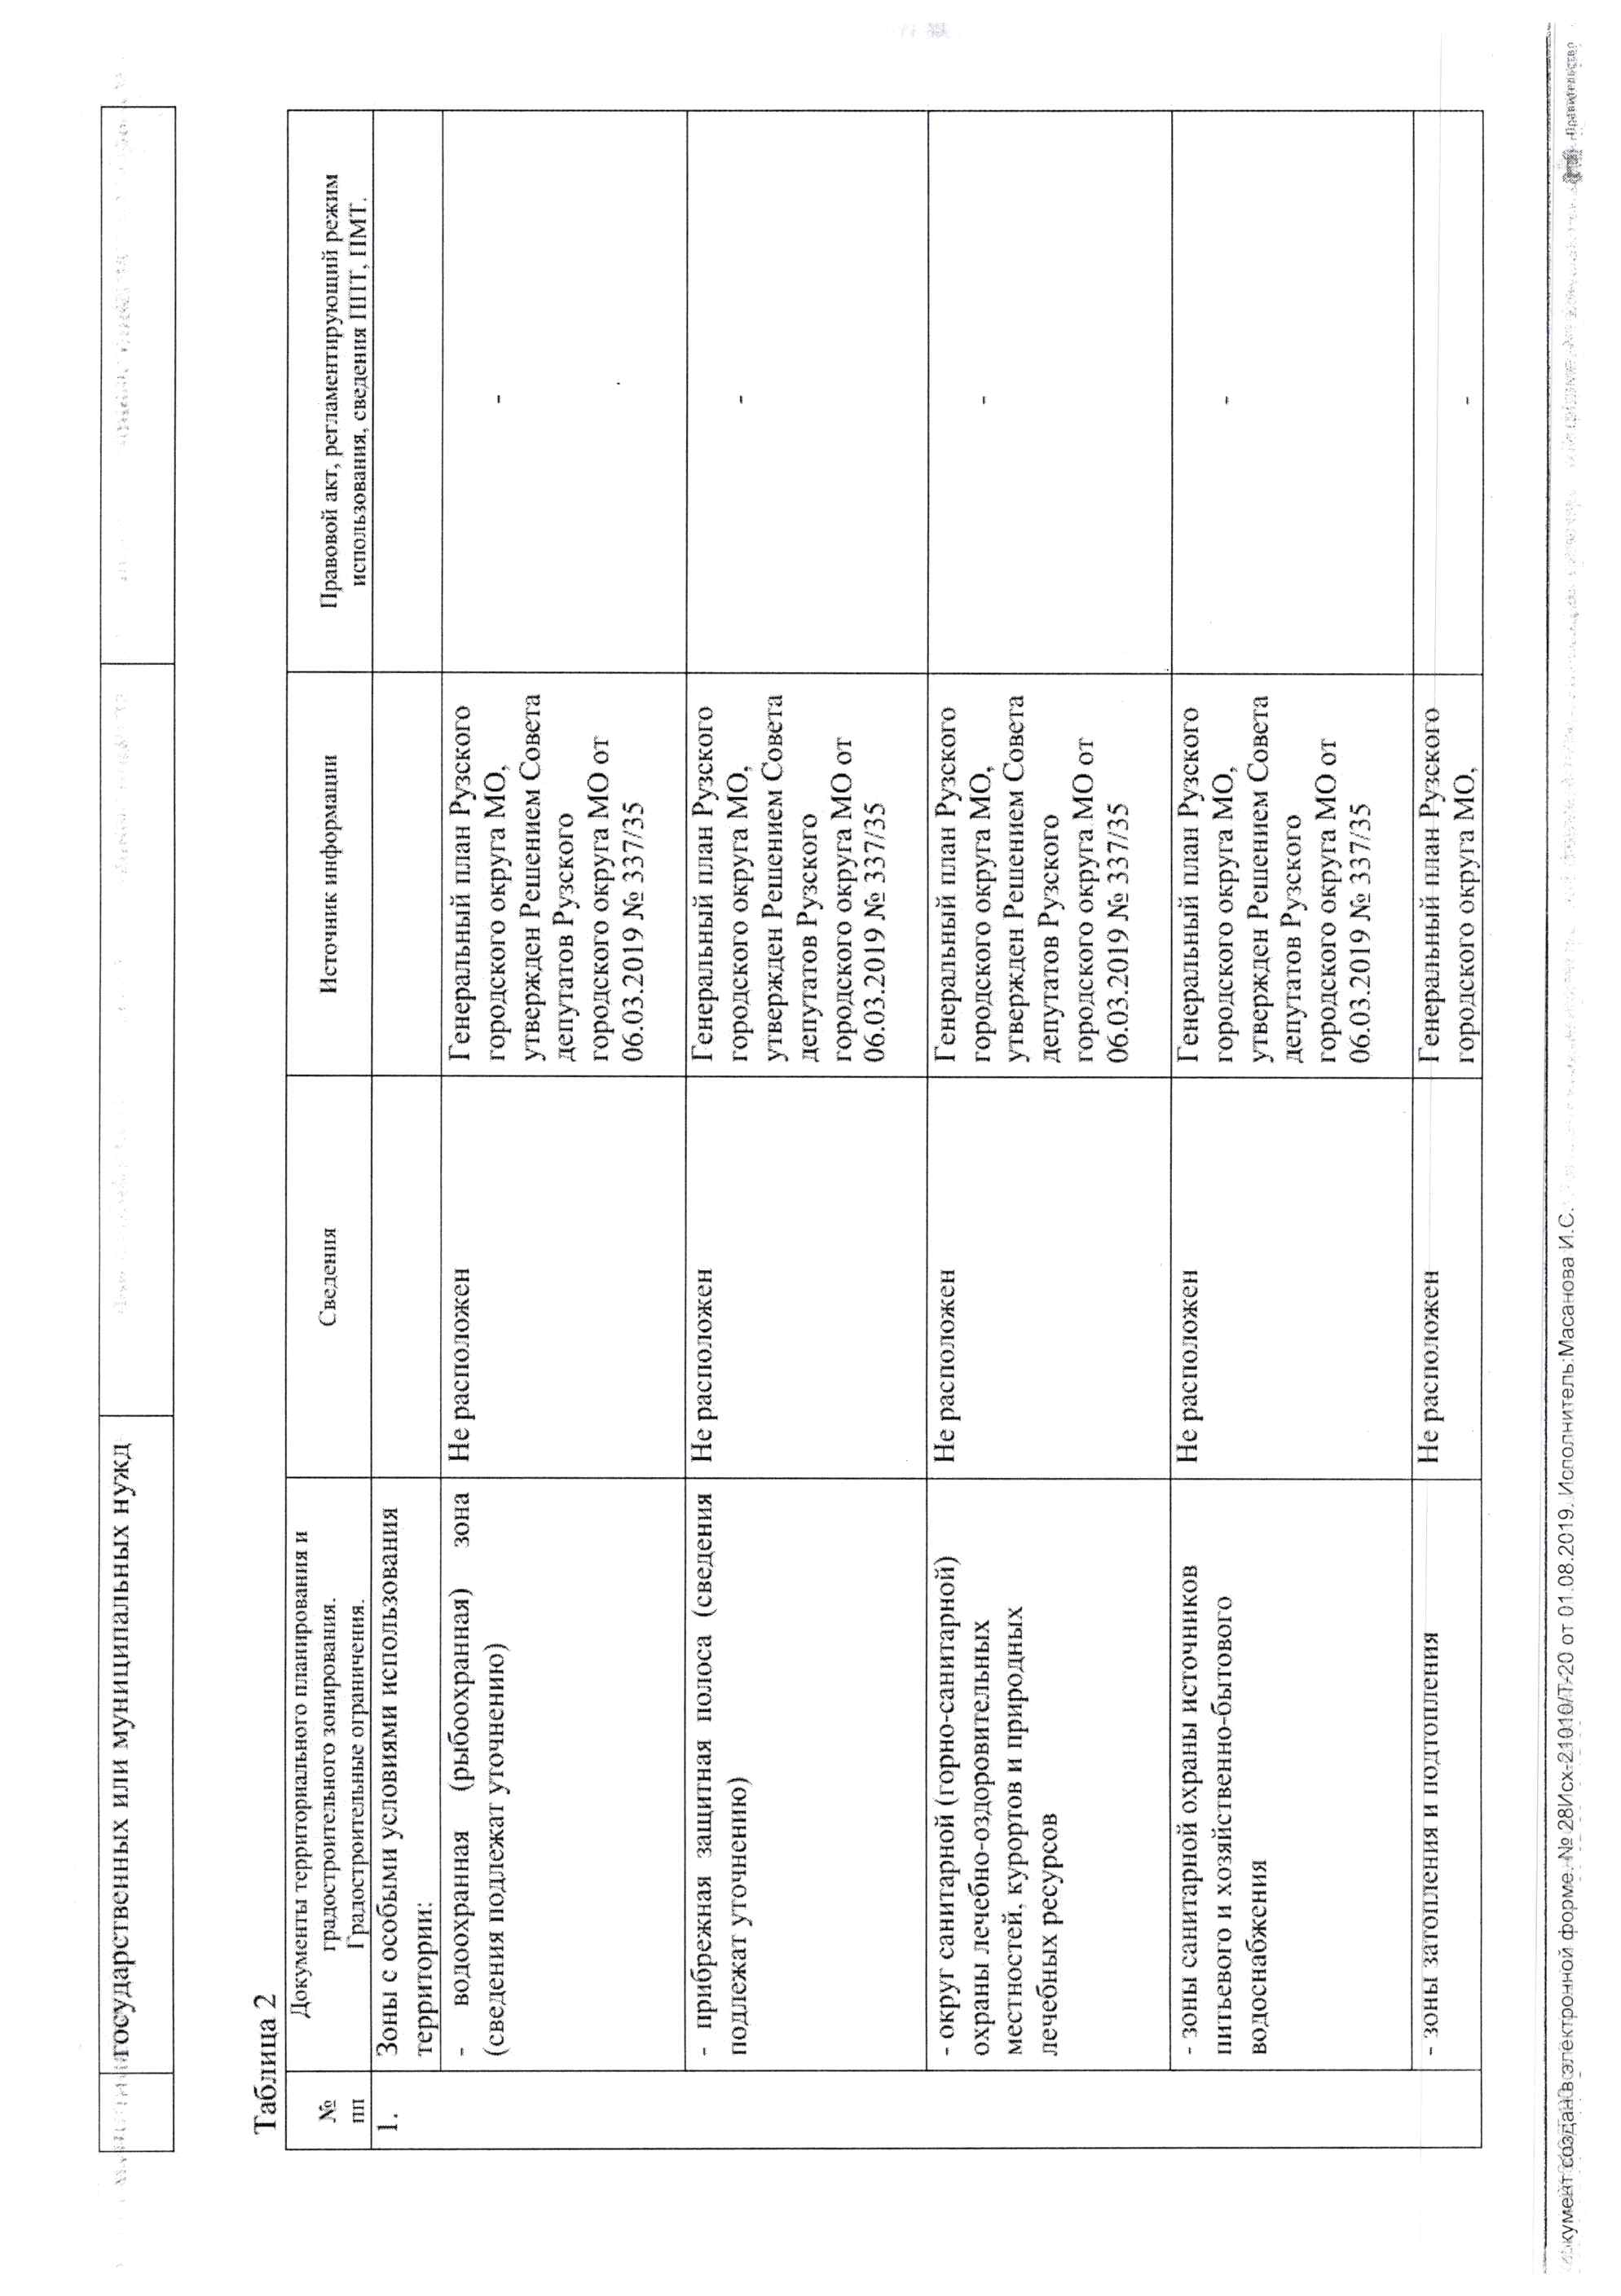 государственных или муниципальных нужд
Таблица 2
№
пп
Документы территориального планирования и
градостроительного зонирования.
Градостроительные ограничения.
Сведения
Источник информации
Правовой акт, регламентирующий режим
использования, сведения ППТ, ПМТ.
1.
Зоны с особыми условиями использования
территории:
- водоохранная (рыбоохранная) зона
(сведения подлежат уточнению)
Не расположен
Генеральный план Рузского
городского округа МО,
утвержден Решением Совета
депутатов Рузского
городского округа МО от
06.03.2019 № 337/35
-
- прибрежная защитная полоса (сведения
подлежат уточнению)
Не расположен
Генеральный план Рузского
городского округа МО,
утвержден Решением Совета
депутатов Рузского
городского округа МО от
06.03.2019 № 337/35
-
- округ санитарной (горно-санитарной)
охраны лечебно-оздоровительных
местностей, курортов и природных
лечебных ресурсов
Не расположен
Генеральный план Рузского
городского округа МО,
утвержден Решением Совета
депутатов Рузского
городского округа МО от
06.03.2019 № 337/35
-
- зоны санитарной охраны источников
питьевого и хозяйственно-бытового
водоснабжения
Не расположен
Генеральный план Рузского
городского округа МО,
утвержден Решением Совета
депутатов Рузского
городского округа МО от
06.03.2019 № 337/35
-
- зоны затопления и подтопления
Не расположен
Генеральный план Рузского
городского округа МО,
-
кумент создан в электронной форме. № 28Исх-21010/Т-20 от 01.08.2019. Исполнитель:Масанова И.С.
Правительство